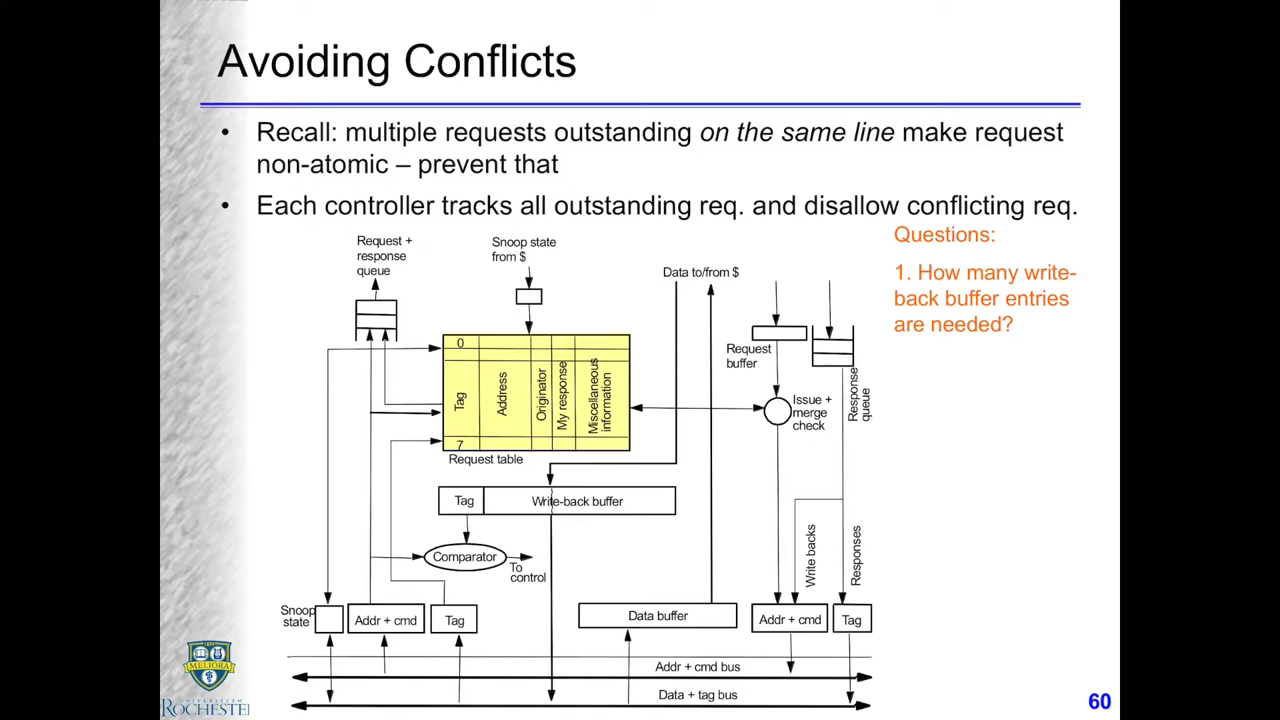 Avoiding Conflicts
• Recall: multiple requests outstanding on the same line make request
non-atomic – prevent that
• Each controller tracks all outstanding req. and disallow conflicting req.
Questions:
1. How many write-
back buffer entries
are needed?
Request +
response
queue
Snoop state
from $
Data to/from $
0
Tag
Address
Originator
My response
Miscellaneous
information
7
Request table
Request
buffer
Response
queue
Issue +
merge
check
Tag
Write-back buffer
Comparator
To
control
Write backs
Responses
Snoop
state
Addr + cmd
Tag
Data buffer
Addr + cmd
Tag
Addr + cmd bus
Data + tag bus
MELIORA
ROCHESTE
60